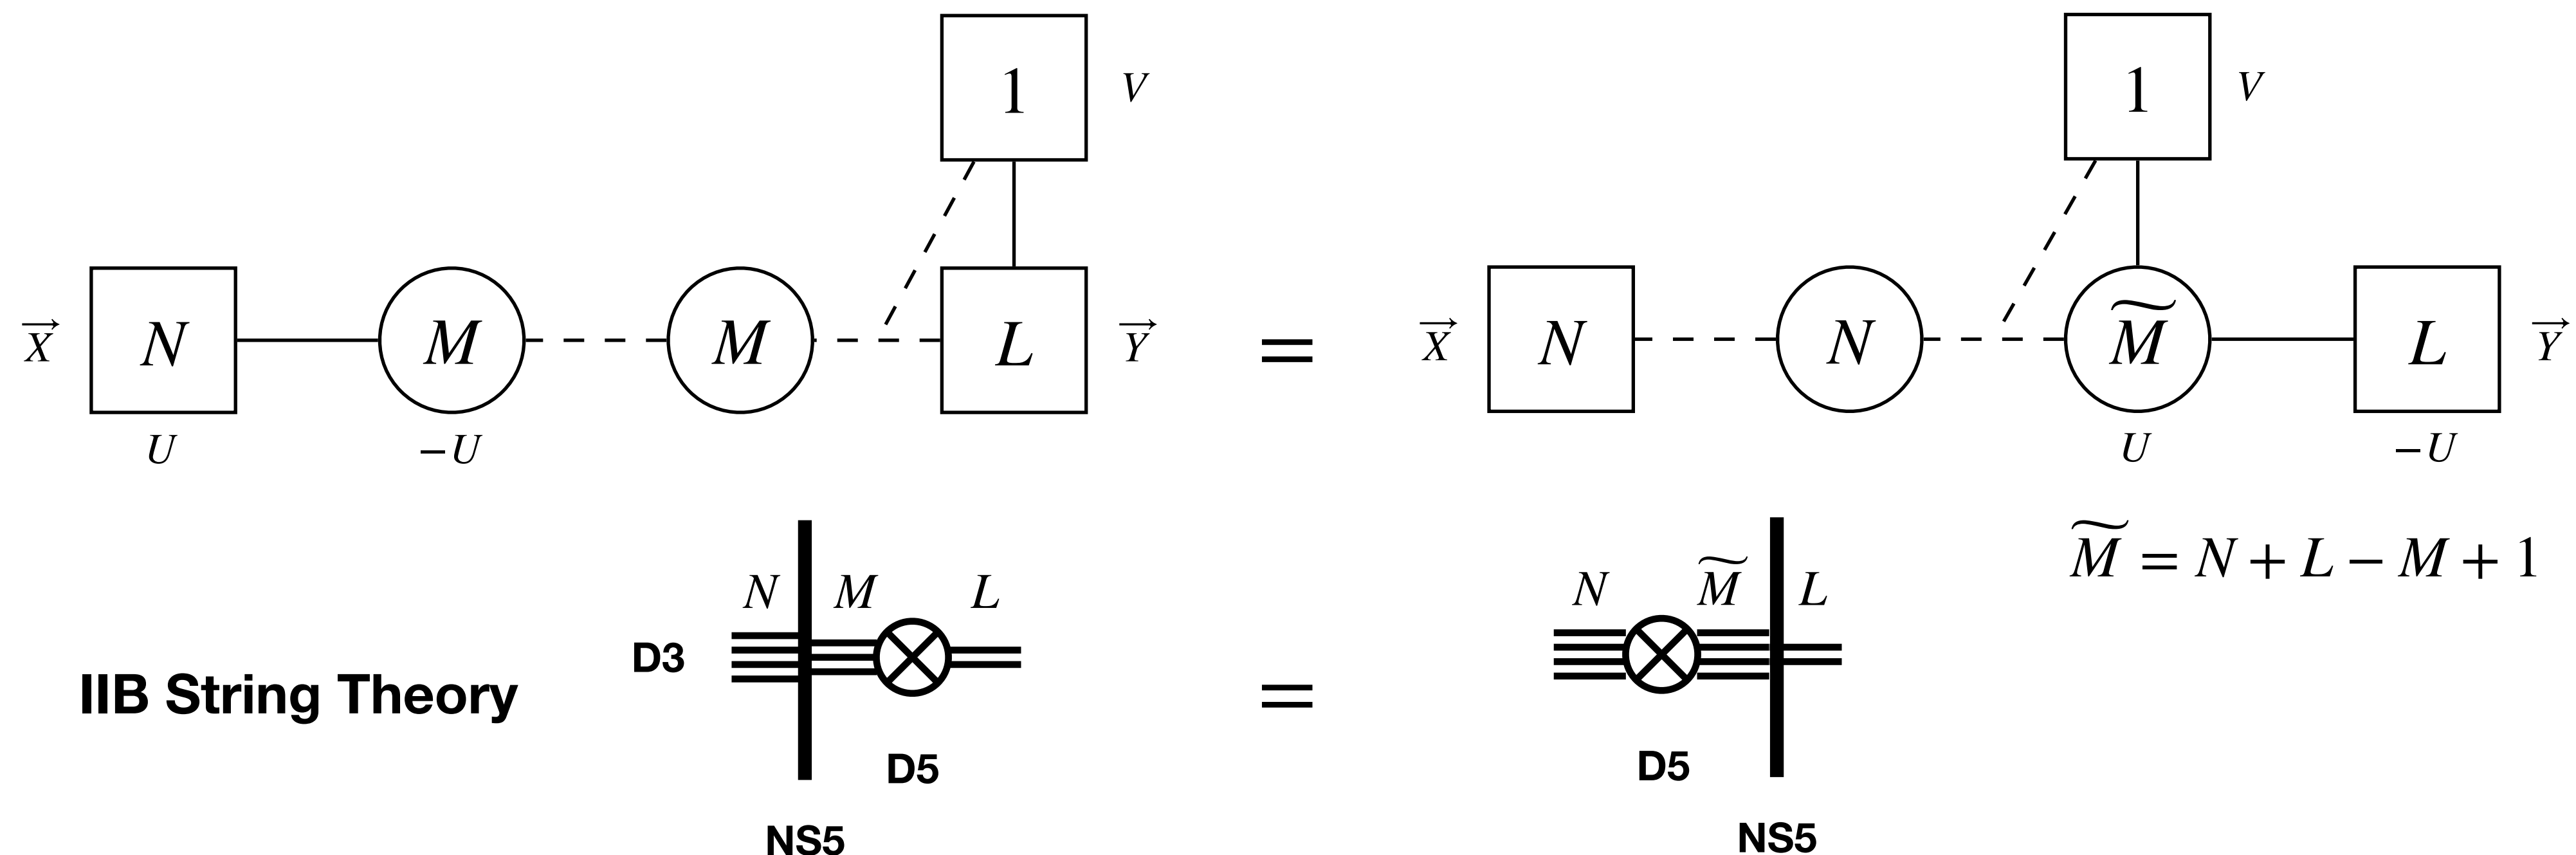 1 V
1 V
X⃗ N M M L Y⃗
=
X⃗ N N M̃ L Y⃗
U −U
U −U
M̃ = N + L − M + 1
N M L
N M̃ L
D3
IIB String Theory
=
D5
D5
NS5
NS5